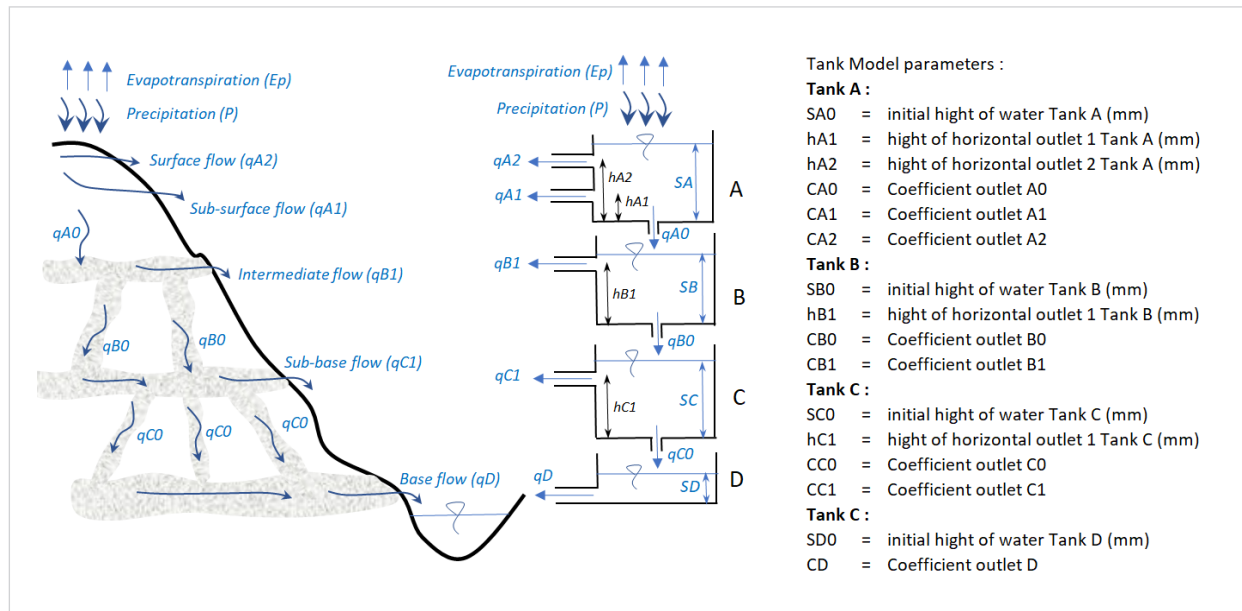 Evapotranspiration (Ep)
Precipitation (P)
Surface flow (qA2)
Sub-surface flow (qA1)
qA0
Intermediate flow (qB1)
qB0
qB0
Sub-base flow (qC1)
qC0
qC0
qC0
Base flow (qD)
Evapotranspiration (Ep)
Precipitation (P)
qA2
hA2
SA
A
qA1
hA1
qA0
qB1
hB1
SB
B
qB0
qC1
hC1
SC
C
qC0
qD
SD
D
Tank Model parameters :
Tank A :
SA0 = initial hight of water Tank A (mm)
hA1 = hight of horizontal outlet 1 Tank A (mm)
hA2 = hight of horizontal outlet 2 Tank A (mm)
CA0 = Coefficient outlet A0
CA1 = Coefficient outlet A1
CA2 = Coefficient outlet A2
Tank B :
SB0 = initial hight of water Tank B (mm)
hB1 = hight of horizontal outlet 1 Tank B (mm)
CB0 = Coefficient outlet B0
CB1 = Coefficient outlet B1
Tank C :
SC0 = initial hight of water Tank C (mm)
hC1 = hight of horizontal outlet 1 Tank C (mm)
CC0 = Coefficient outlet C0
CC1 = Coefficient outlet C1
Tank C :
SD0 = initial hight of water Tank D (mm)
CD = Coefficient outlet D